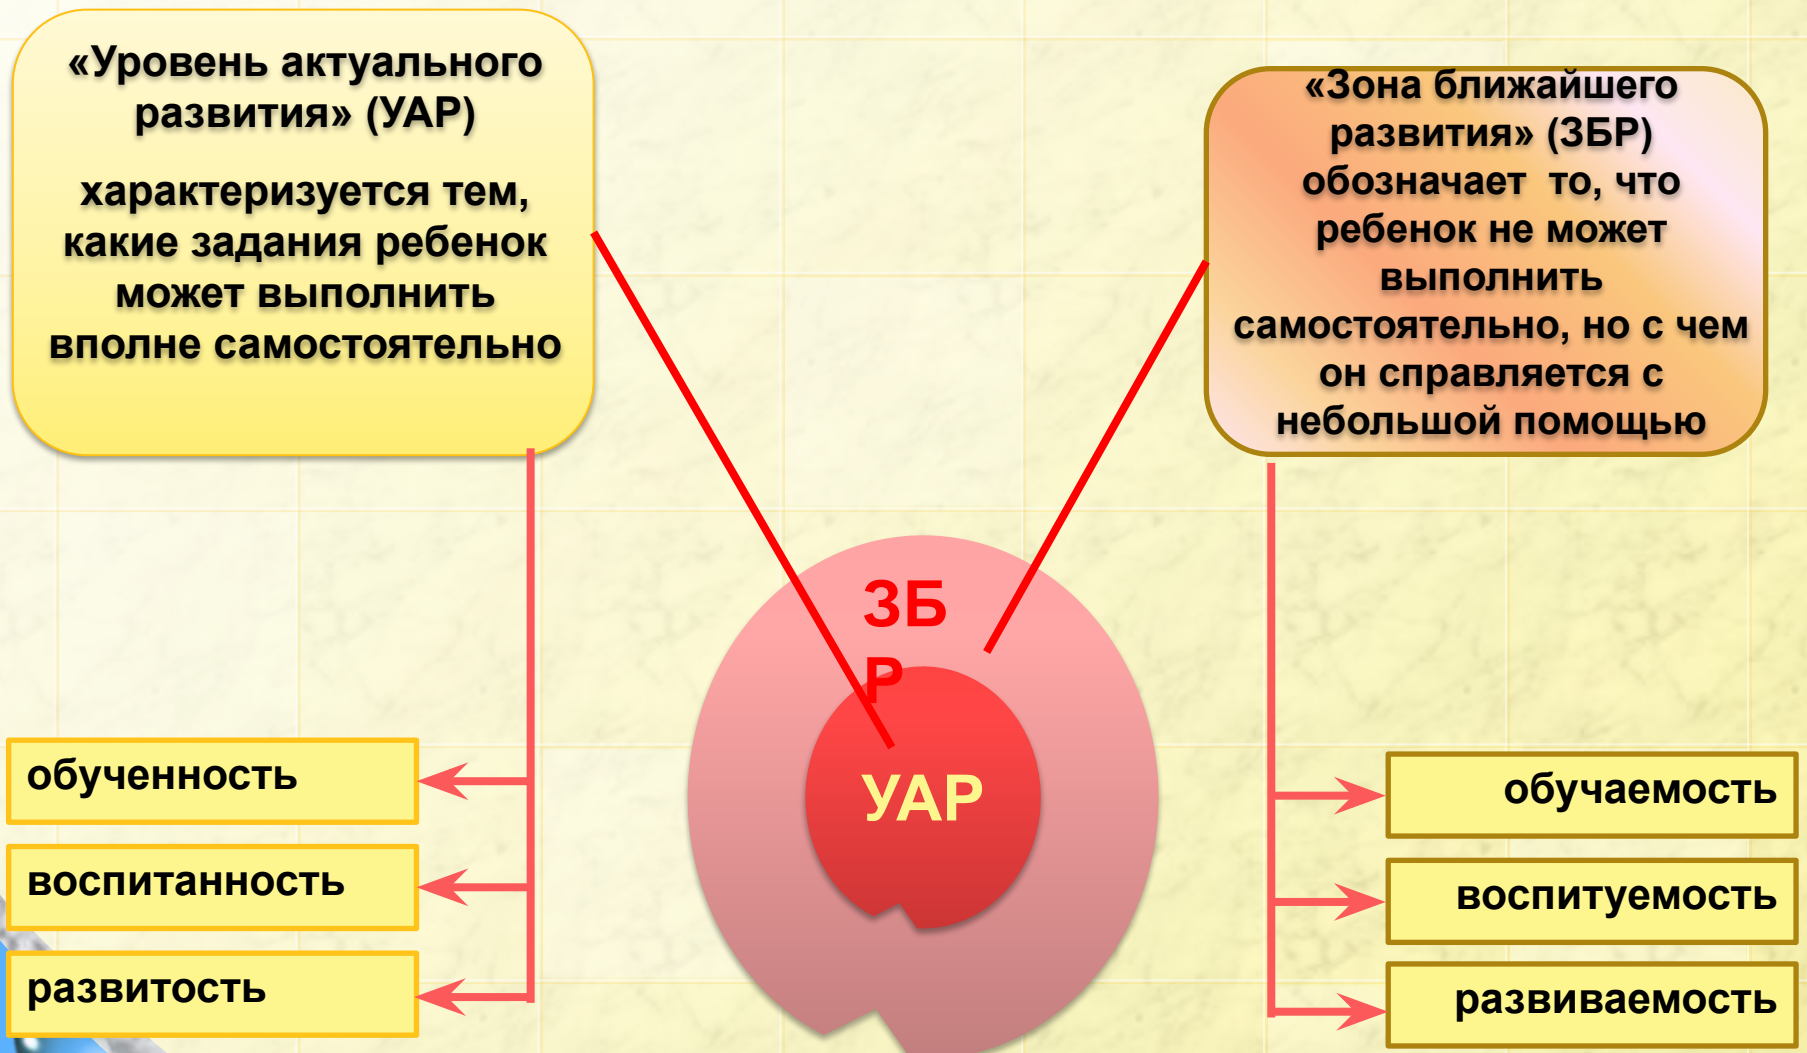 «Уровень актуального
развития» (УАР)
характеризуется тем,
какие задания ребенок
может выполнить
вполне самостоятельно
«Зона ближайшего
развития» (ЗБР)
обозначает  то, что
ребенок не может
выполнить
самостоятельно, но с чем
он справляется с
небольшой помощью
ЗБ
Р
УАР
обученность
воспитанность
развитость
обучаемость
воспитуемость
развиваемость